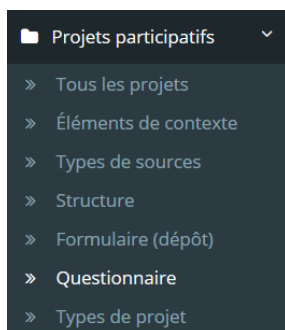 Projets participatifs
Tous les projets
Éléments de contexte
Types de sources
Structure
Formulaire (dépôt)
Questionnaire
Types de projet